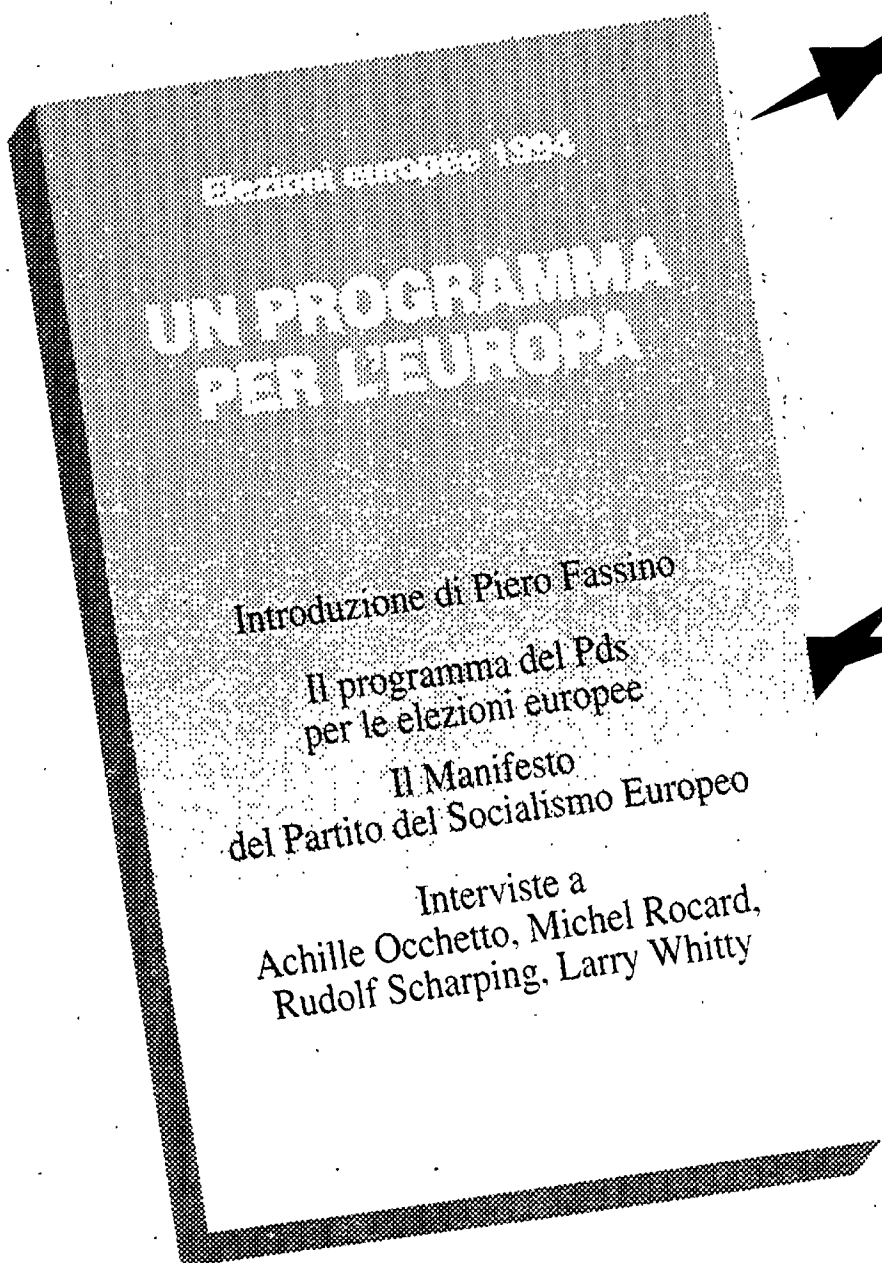 Elezioni europee 1994
UN PROGRAMMA
PER L'EUROPA
Introduzione di Piero Fassino
Il programma del Pds
per le elezioni europee
Il Manifesto
del Partito del Socialismo Europeo
Interviste a
Achille Occhetto, Michel Rocard,
Rudolf Scharping, Larry Whitty